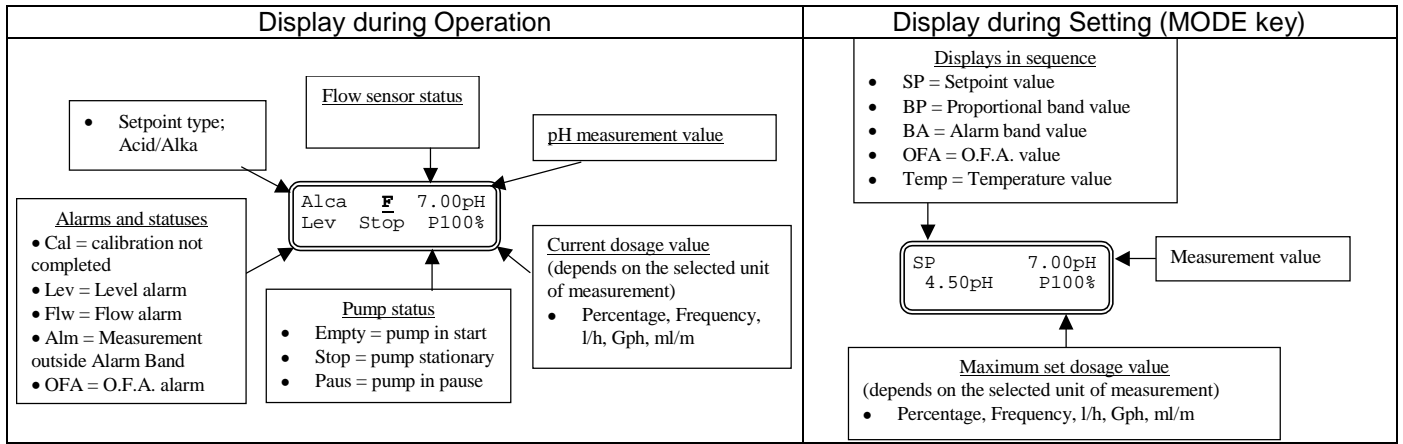 Display during Operation
Flow sensor status
• Setpoint type;
Acid/Alka
pH measurement value
Alca F 7.00pH
Lev Stop P100%
Alarms and statuses
• Cal = calibration not
completed
• Lev = Level alarm
• Flw = Flow alarm
• Alm = Measurement
outside Alarm Band
• OFA = O.F.A. alarm
Pump status
• Empty = pump in start
• Stop = pump stationary
• Paus = pump in pause
Current dosage value
(depends on the selected unit
of measurement)
• Percentage, Frequency,
l/h, Gph, ml/m
Display during Setting (MODE key)
Displays in sequence
• SP = Setpoint value
• BP = Proportional band value
• BA = Alarm band value
• OFA = O.F.A. value
• Temp = Temperature value
SP 7.00pH
4.50pH P100%
Measurement value
Maximum set dosage value
(depends on the selected unit of measurement)
• Percentage, Frequency, l/h, Gph, ml/m